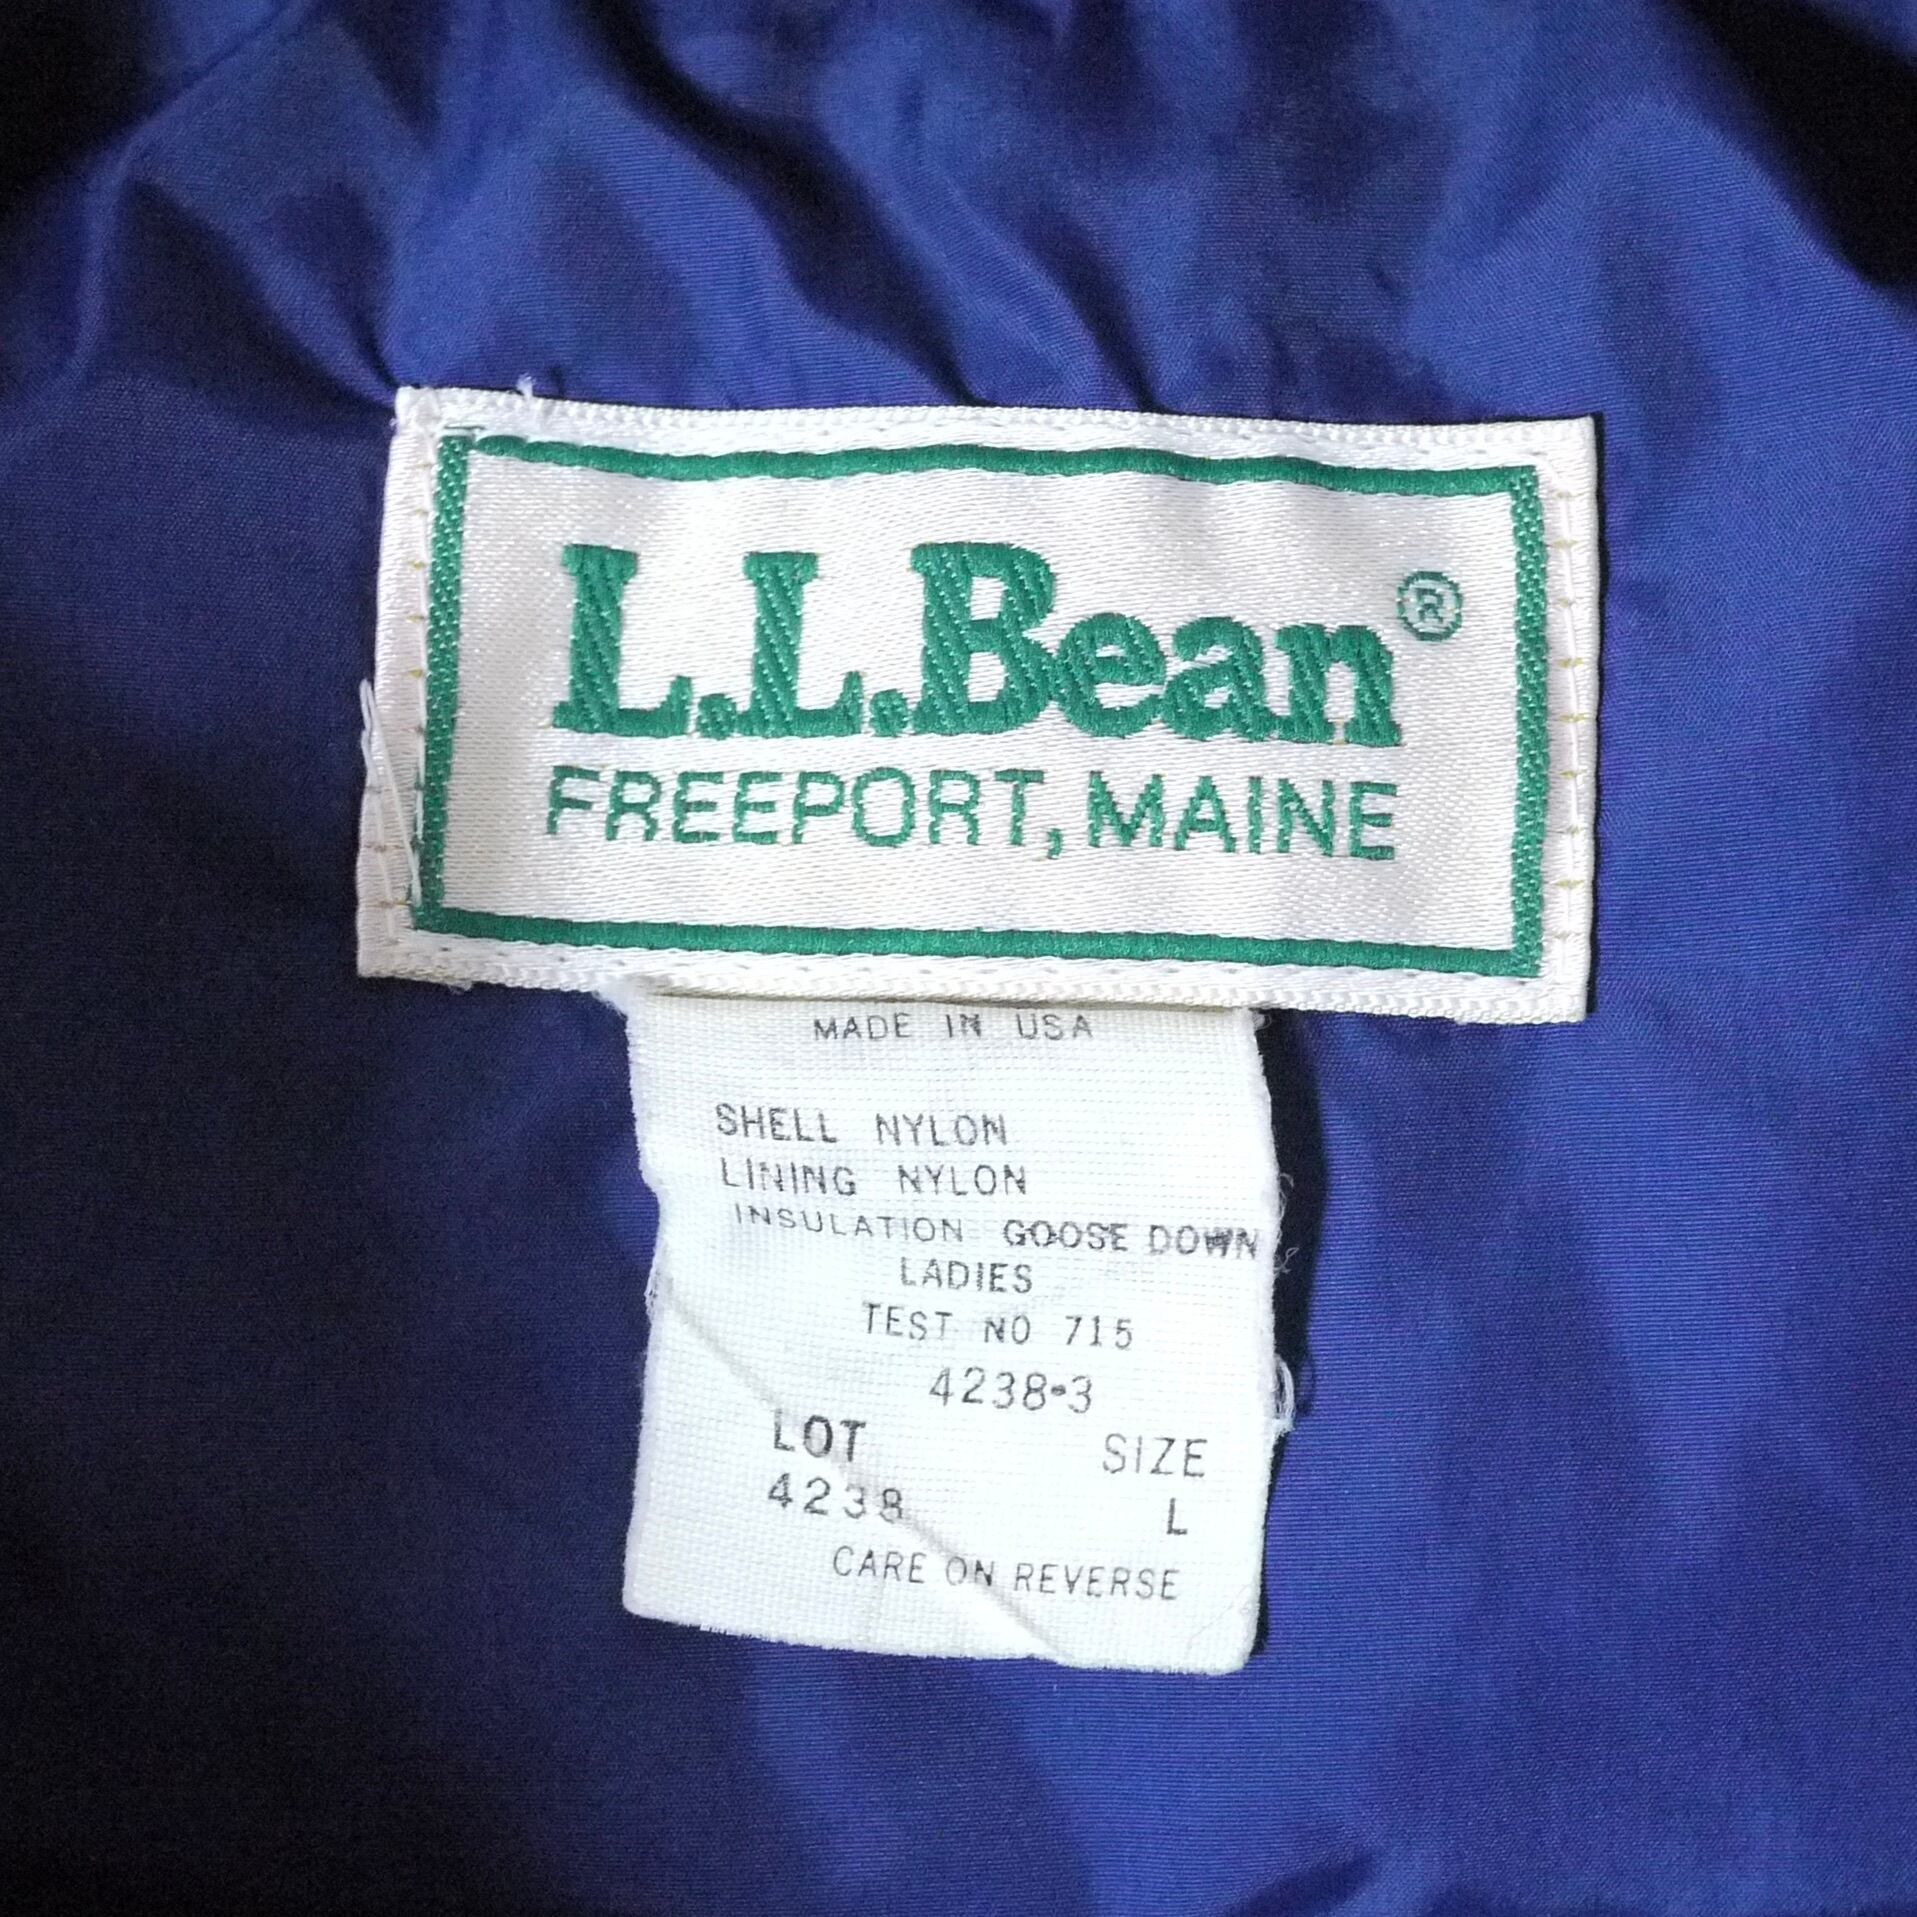 L.L.Bean®
FREEPORT, MAINE
MADE IN USA
SHELL NYLON
LINING NYLON
INSULATION GOOSE DOWN
LADIES
TEST NO 715
4238-3
LOT SIZE
4238 L
CARE ON REVERSE